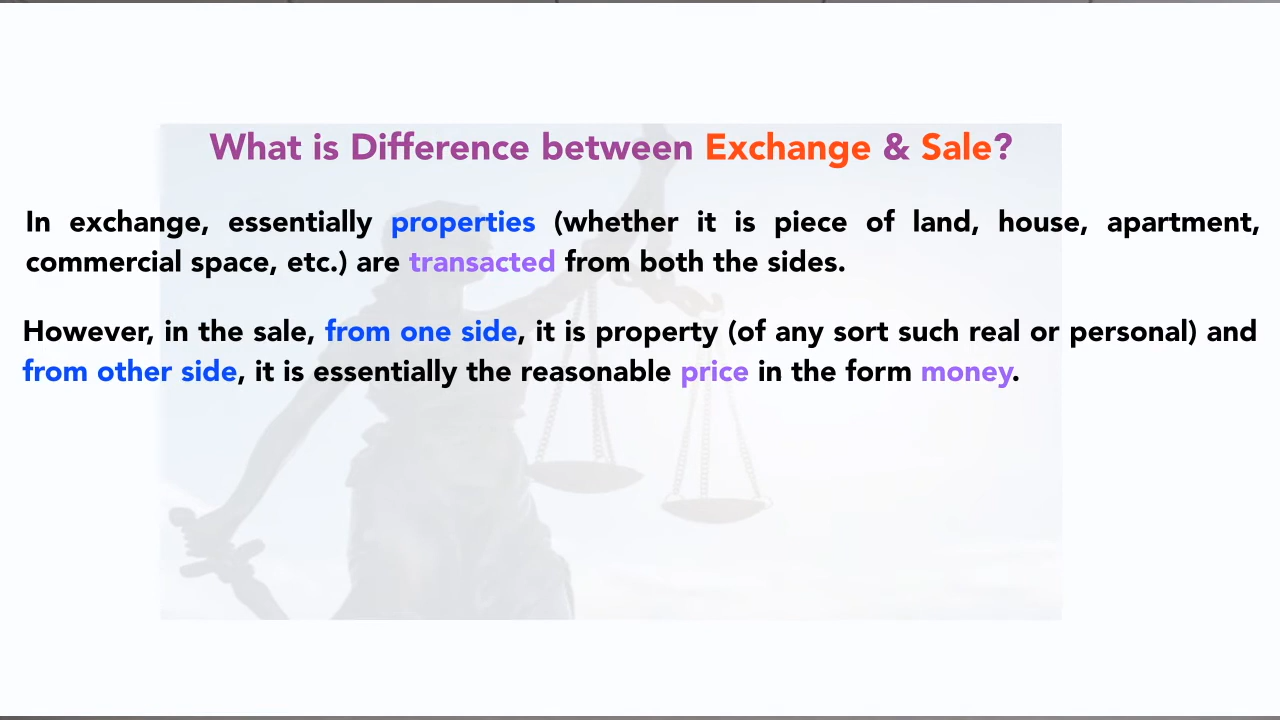 What is Difference between Exchange & Sale?
In exchange, essentially properties (whether it is piece of land, house, apartment,
commercial space, etc.) are transacted from both the sides.
However, in the sale, from one side, it is property (of any sort such real or personal) and
from other side, it is essentially the reasonable price in the form money.